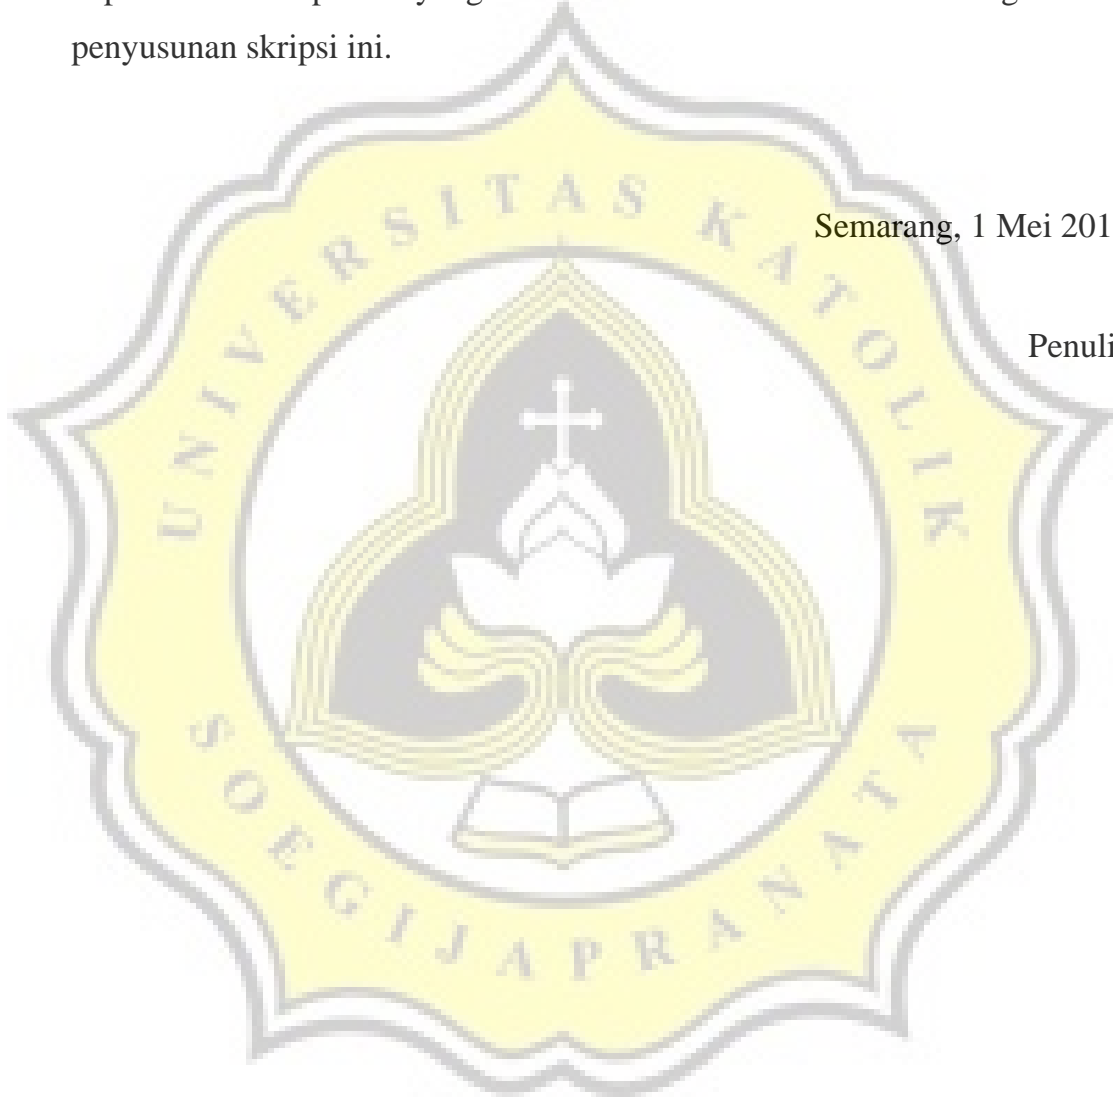 penyusunan skripsi ini.
Semarang, 1 Mei 201
Penuli
UNIVERSITAS KATOLIK
SOEGIJAPRANATA